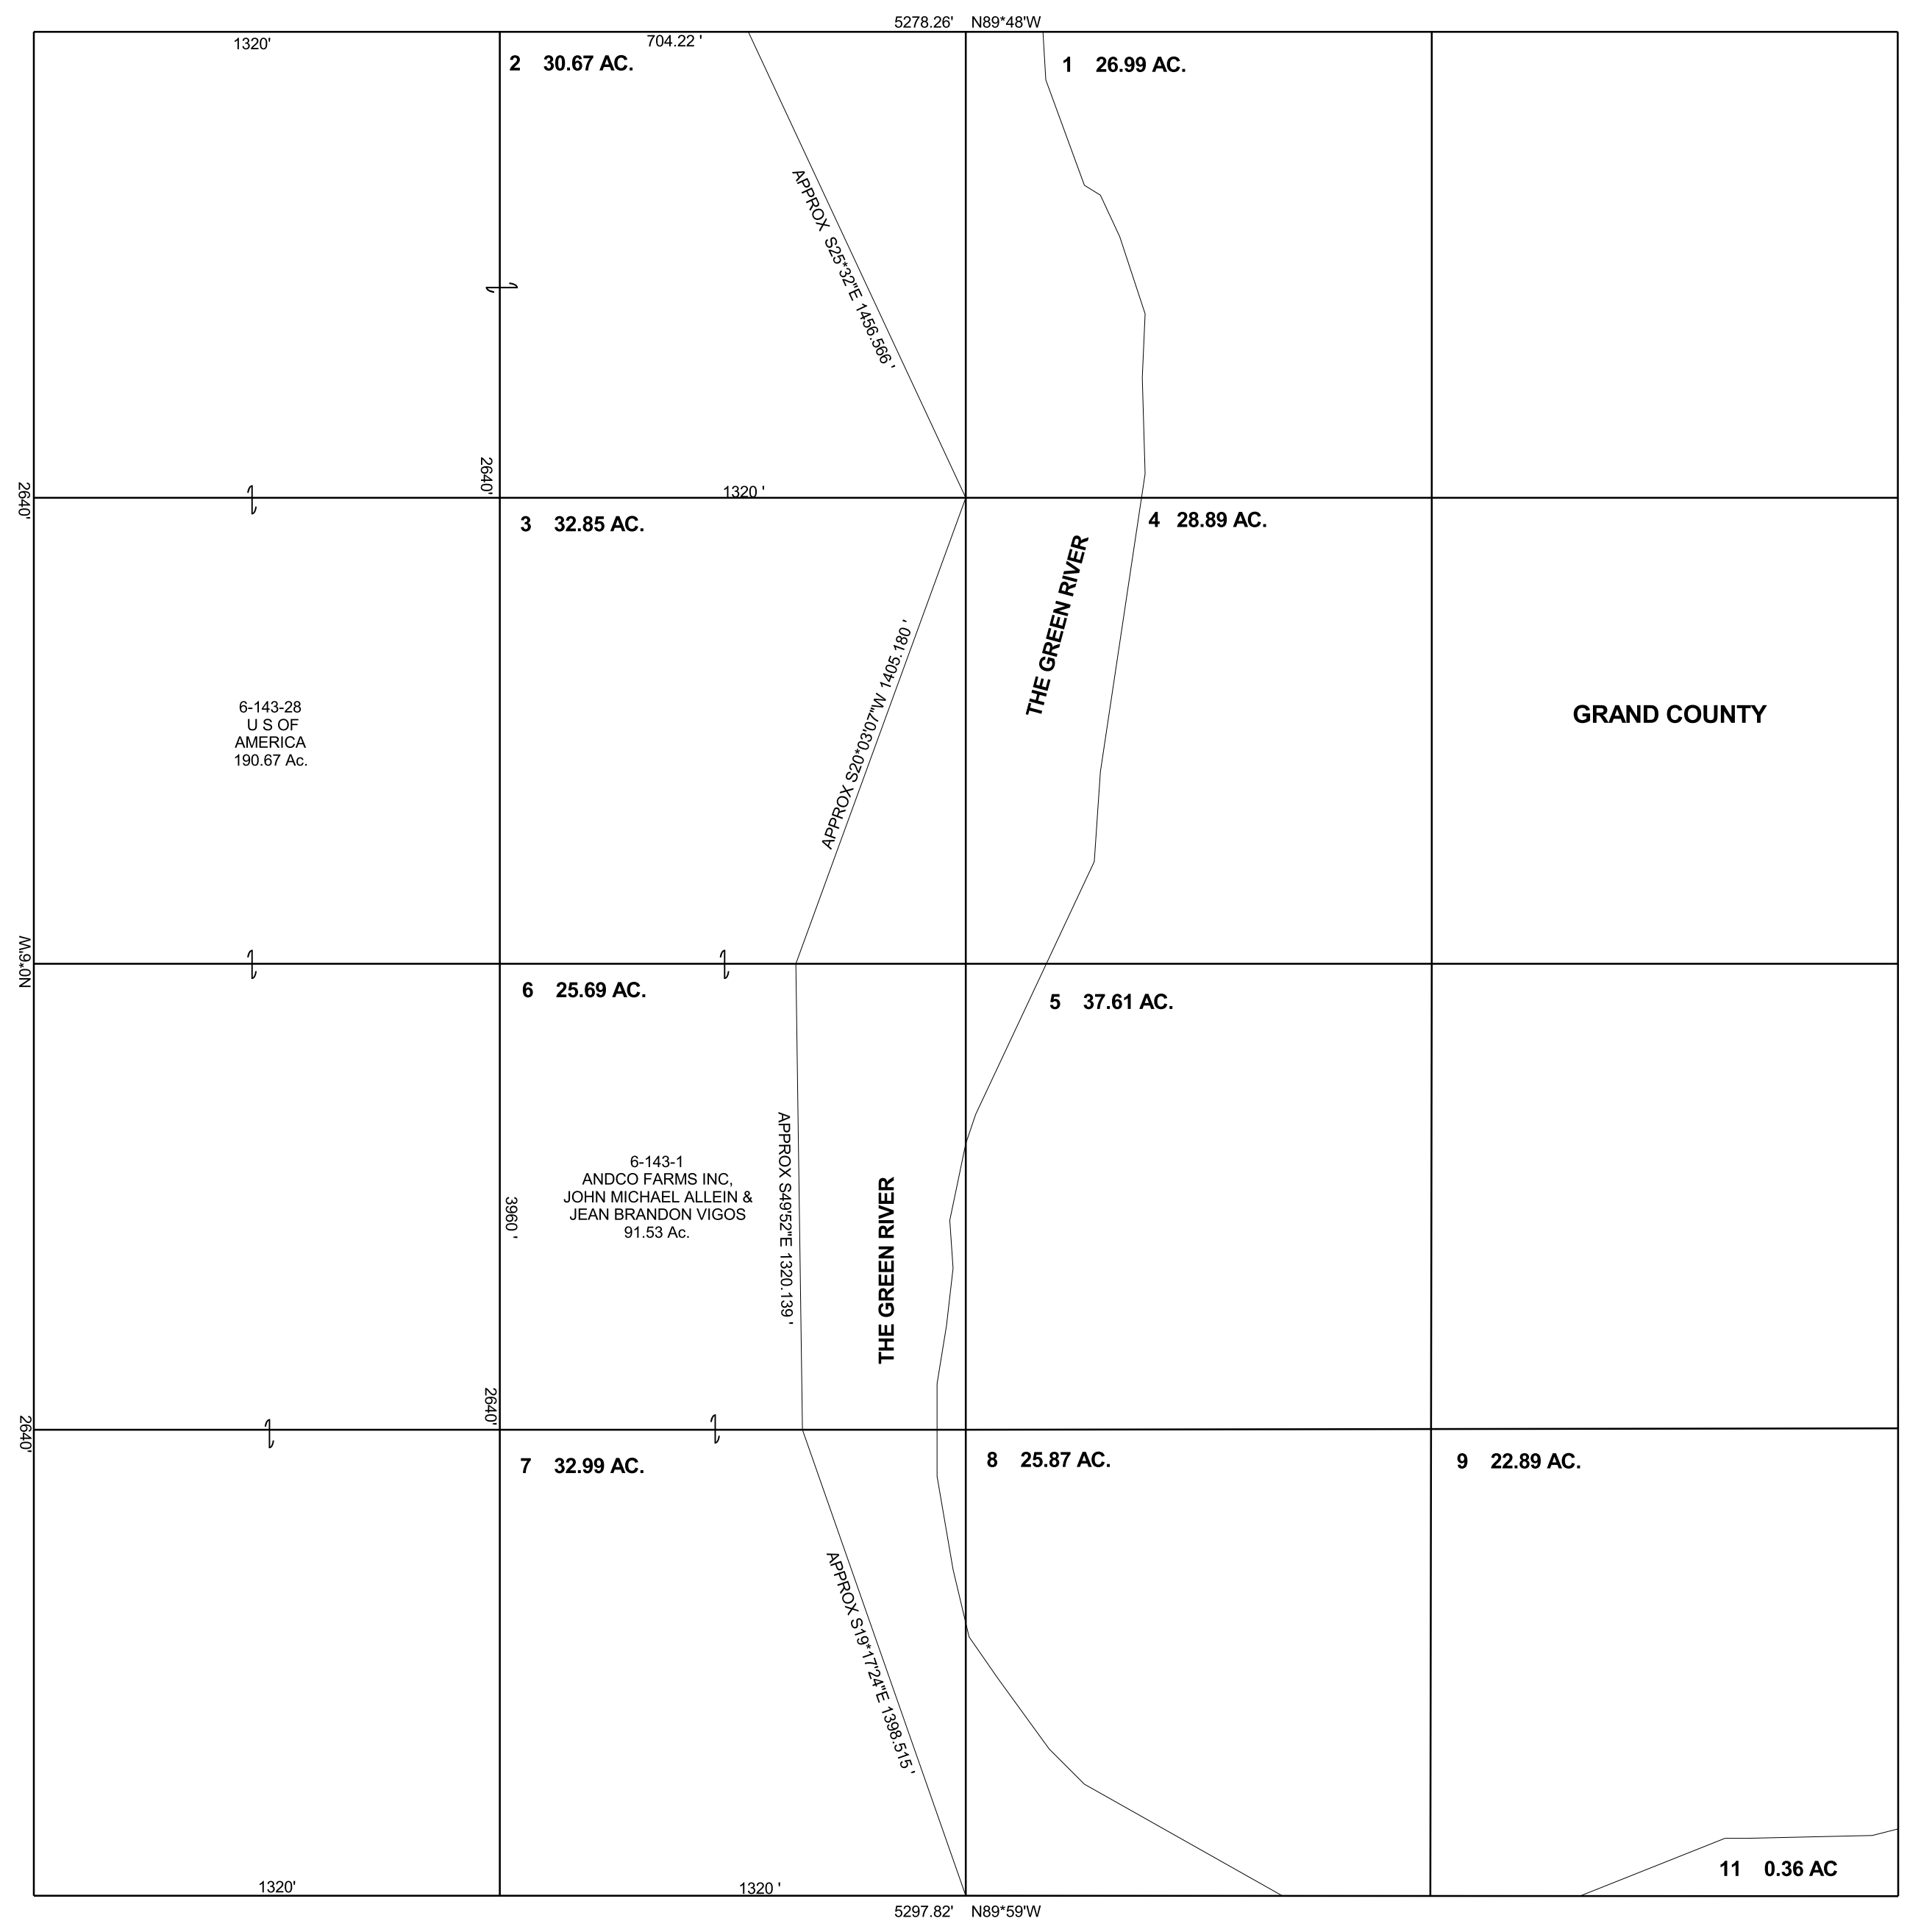 5278.26' N89*48'W
1320'
704.22 '
2 30.67 AC.
1 26.99 AC.
APPROX S25*32"E 1456.566 '
2640'
2640'
1320 '
3 32.85 AC.
4 28.89 AC.
THE GREEN RIVER
APPROX S20*03'07"W 1405.180 '
6-143-28
U S OF
AMERICA
190.67 Ac.
GRAND COUNTY
N0*9'W
6 25.69 AC.
5 37.61 AC.
6-143-1
ANDCO FARMS INC,
JOHN MICHAEL ALLEIN &
JEAN BRANDON VIGOS
91.53 Ac.
3960 '
APPROX S49'52"E 1320.139 '
THE GREEN RIVER
2640'
2640'
7 32.99 AC.
8 25.87 AC.
9 22.89 AC.
APPROX S19*17'24"E 1398.515 '
11 0.36 AC
1320'
1320 '
5297.82' N89*59'W